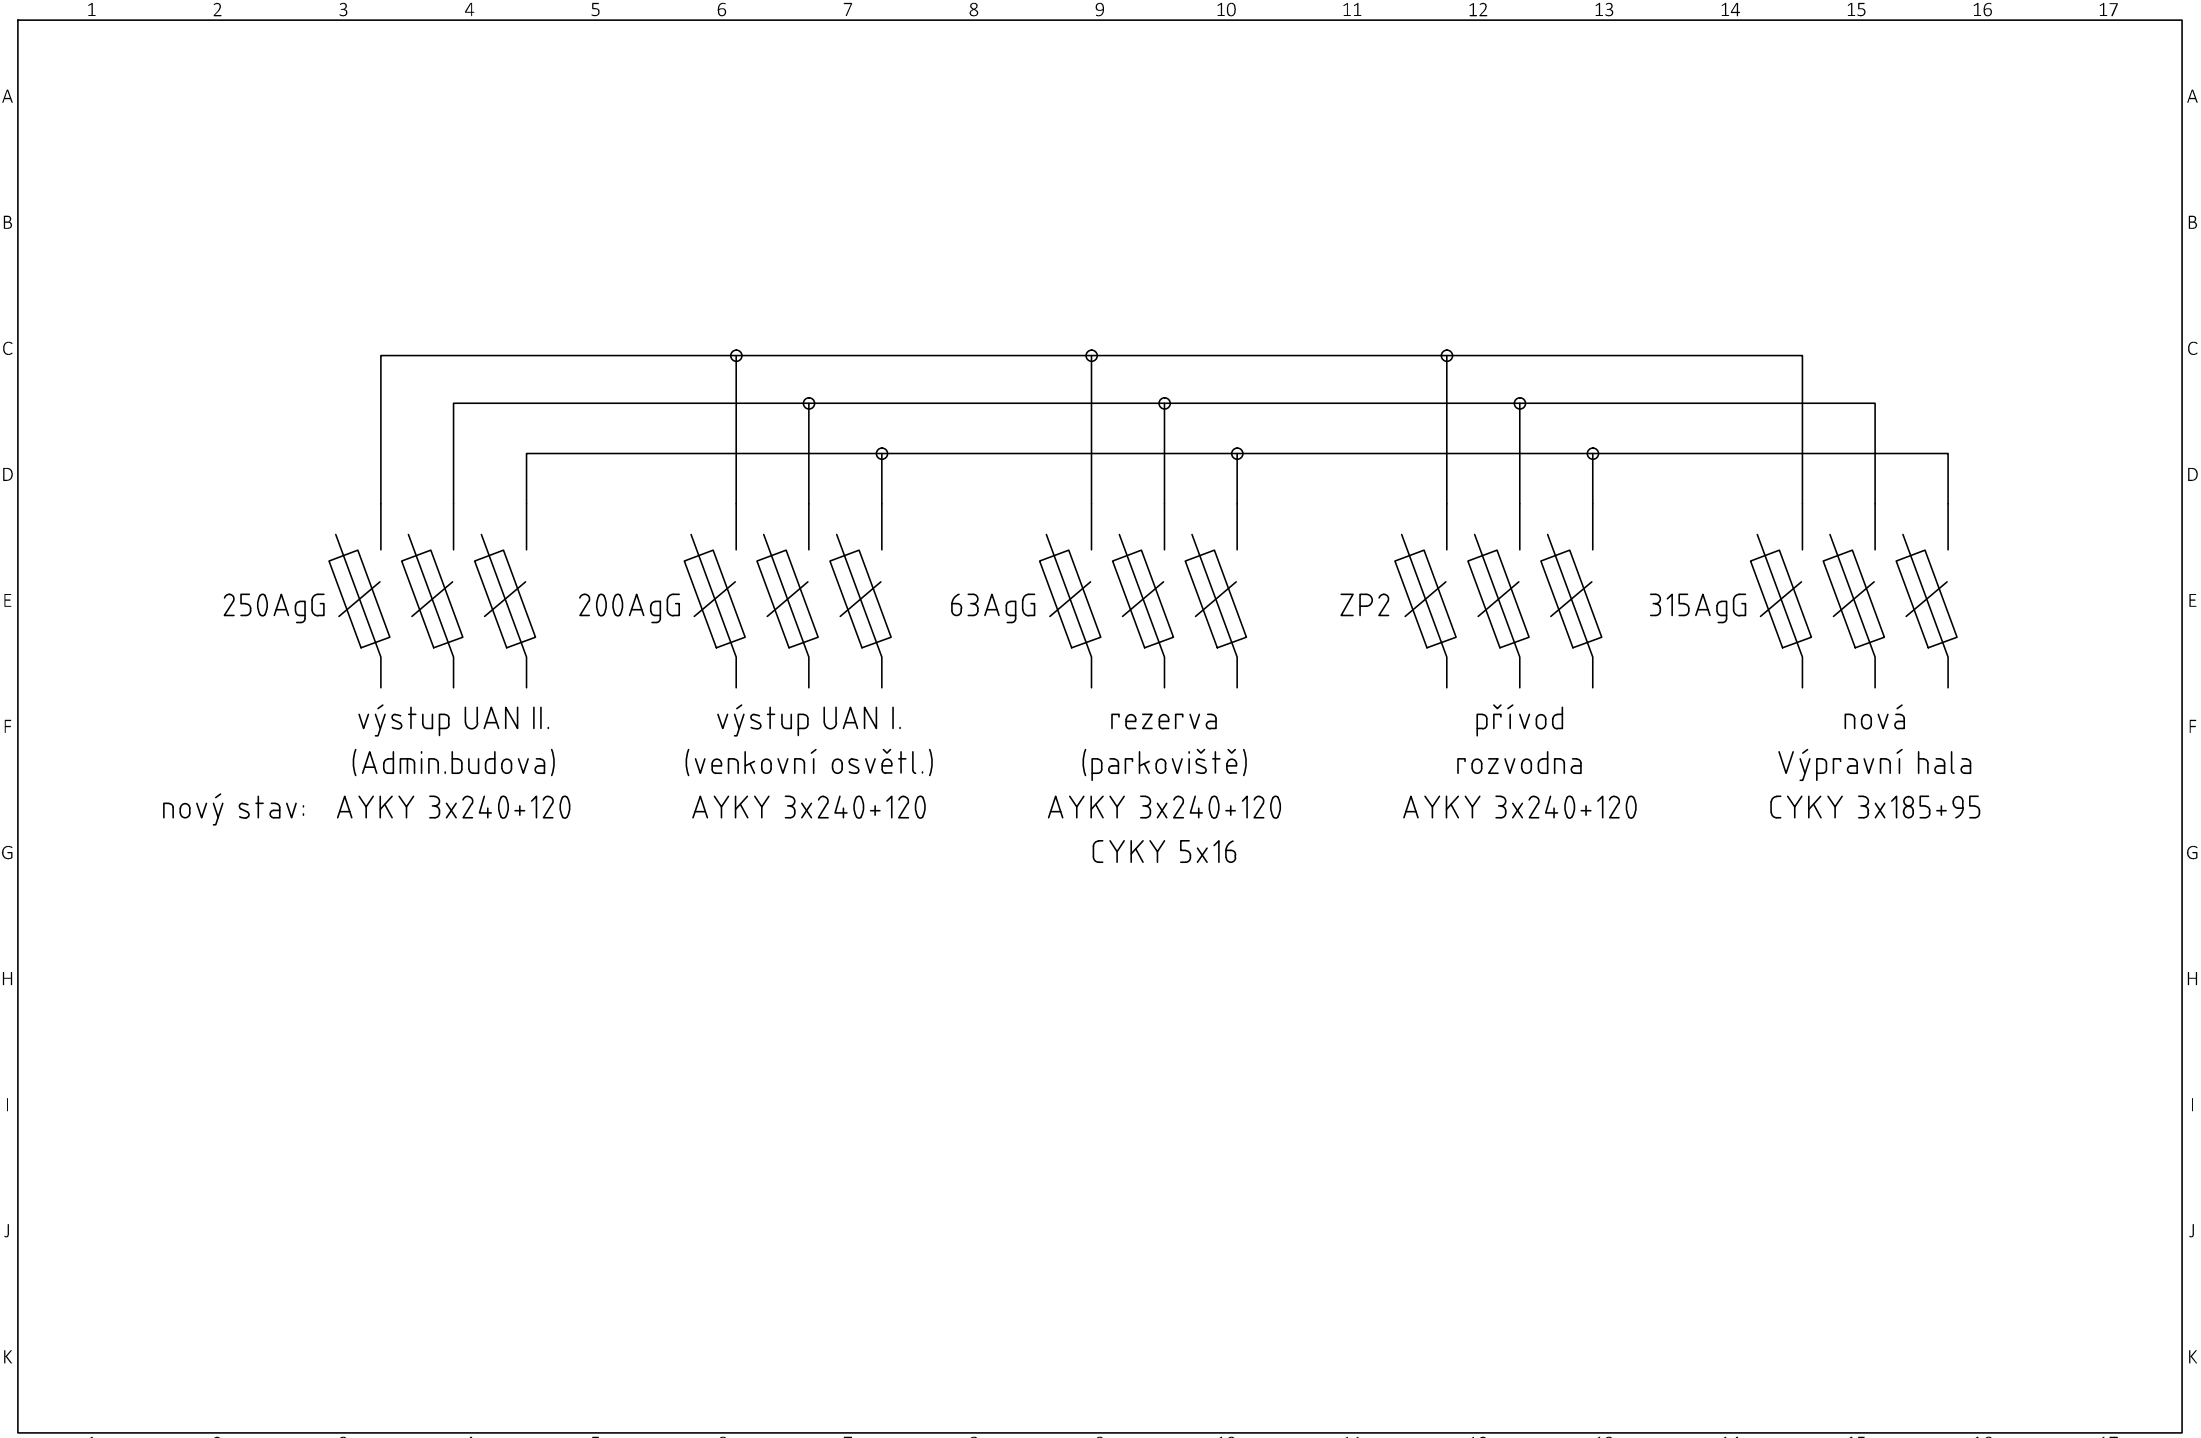 1 2 3 4 5 6 7 8 9 10 11 12 13 14 15 16 17
A A
B B
C C
D D
250AgG 200AgG 63AgG ZP2 315AgG
E E
výstup UAN II. výstup UAN I. rezerva přívod nová
F F
(Admin.budova) (venkovní osvětl.) (parkoviště) rozvodna Výpravní hala
nový stav: AYKY 3x240+120 AYKY 3x240+120 AYKY 3x240+120 AYKY 3x240+120 CYKY 3x185+95
CYKY 5x16
G G
H H
I I
J J
K K